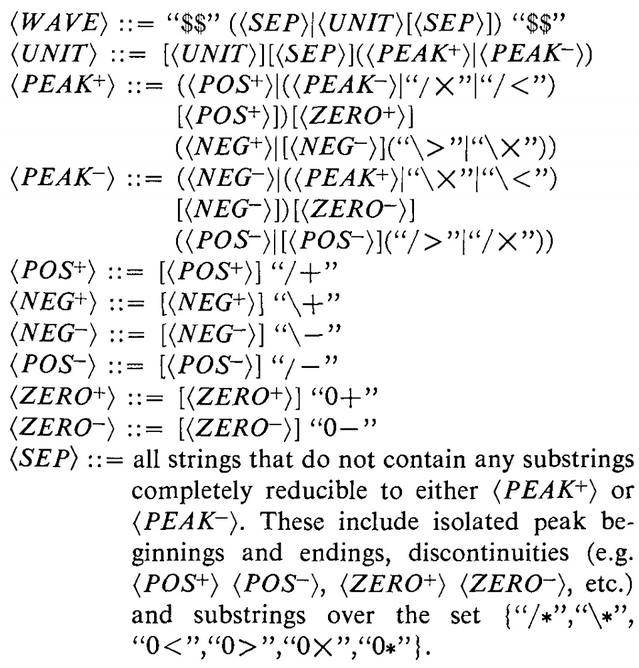 ⟨WAVE⟩ ::= “$$” (⟨SEP⟩|⟨UNIT⟩[⟨SEP⟩]) “$$”
⟨UNIT⟩ ::= [⟨UNIT⟩][⟨SEP⟩](⟨PEAK⁺⟩|⟨PEAK⁻⟩)
⟨PEAK⁺⟩ ::= (⟨POS⁺⟩|(⟨PEAK⁻⟩|“/×”|“/<”)
[⟨POS⁺⟩])[⟨ZERO⁺⟩]
(⟨NEG⁺⟩|[⟨NEG⁻⟩](“\>”|“\×”))
⟨PEAK⁻⟩ ::= (⟨NEG⁻⟩|(⟨PEAK⁺⟩|“\×”|“\<”)
[⟨NEG⁻⟩])[⟨ZERO⁻⟩]
(⟨POS⁻⟩|[⟨POS⁻⟩](“/>”|“/×”))
⟨POS⁺⟩ ::= [⟨POS⁺⟩] “/+”
⟨NEG⁺⟩ ::= [⟨NEG⁺⟩] “\+”
⟨NEG⁻⟩ ::= [⟨NEG⁻⟩] “\−”
⟨POS⁻⟩ ::= [⟨POS⁻⟩] “/−”
⟨ZERO⁺⟩ ::= [⟨ZERO⁺⟩] “0+”
⟨ZERO⁻⟩ ::= [⟨ZERO⁻⟩] “0−”
⟨SEP⟩ ::= all strings that do not contain any substrings
completely reducible to either ⟨PEAK⁺⟩ or
⟨PEAK⁻⟩. These include isolated peak be-
ginnings and endings, discontinuities (e.g.
⟨POS⁺⟩ ⟨POS⁻⟩, ⟨ZERO⁺⟩ ⟨ZERO⁻⟩, etc.)
and substrings over the set {“/*”,“\*”,
“0<”,“0>”,“0×”,“0*”}.